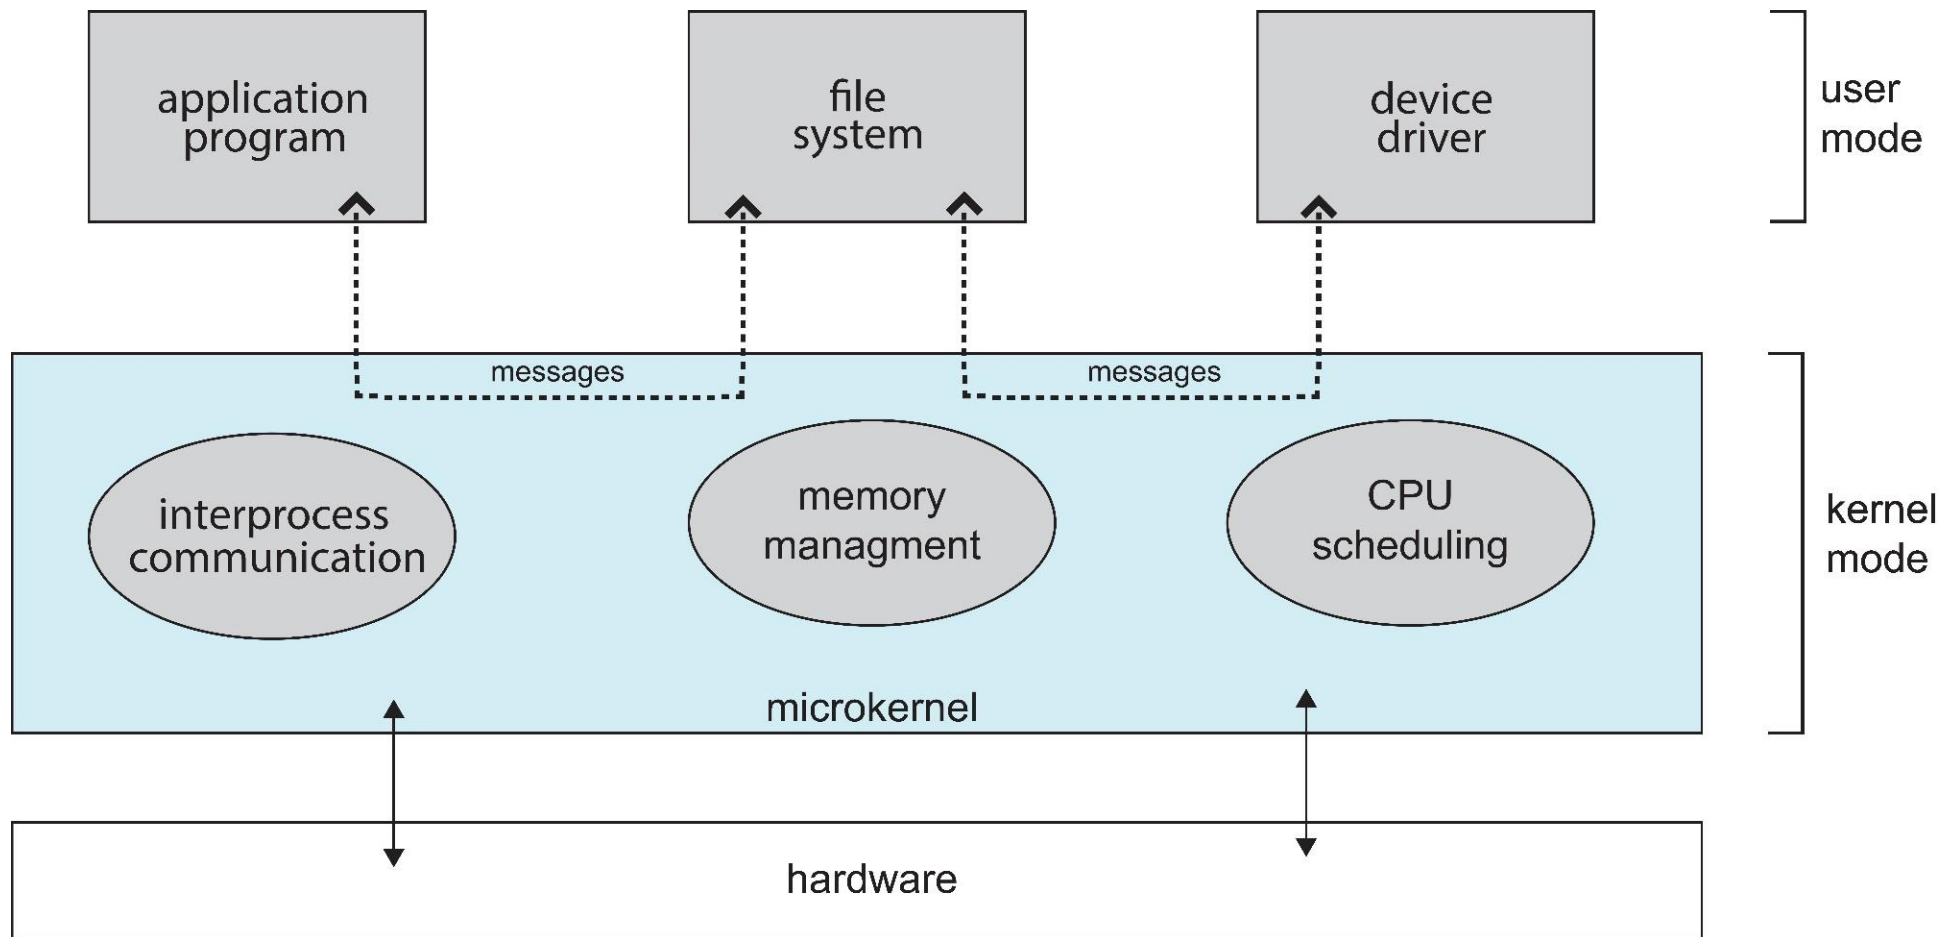 application
program
file
system
device
driver
user
mode
messages
messages
interprocess
communication
memory
managment
CPU
scheduling
kernel
mode
microkernel
hardware